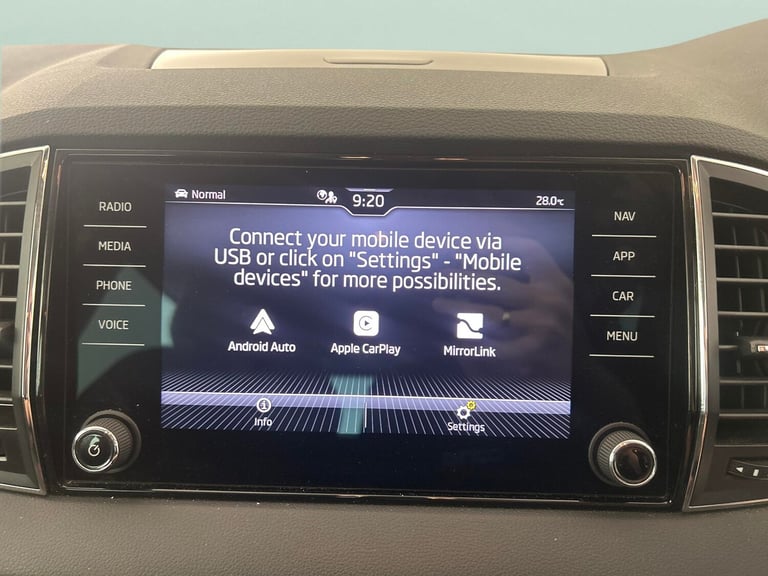 Normal
9:20
28.0°C
RADIO
MEDIA
PHONE
VOICE
Connect your mobile device via
USB or click on "Settings" - "Mobile
devices" for more possibilities.
Android Auto
Apple CarPlay
MirrorLink
Info
Settings
NAV
APP
CAR
MENU